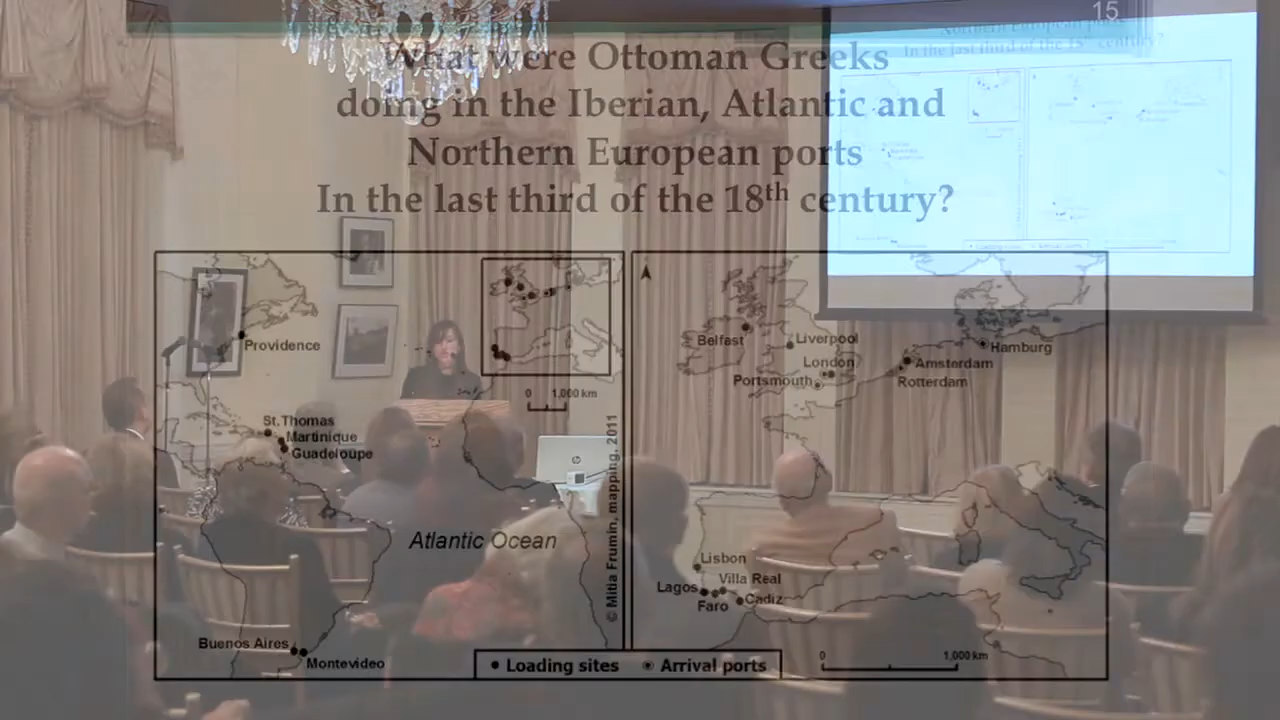 15
What were Ottoman Greeks
doing in the Iberian, Atlantic and
Northern European ports
In the last third of the 18th century?
Providence
St.Thomas
Martinique
Guadeloupe
Atlantic Ocean
Buenos Aires
Montevideo
0 1,000 km
© Mitia Frumin, mapping, 2011
Belfast
Liverpool
London
Portsmouth
Amsterdam
Rotterdam
Hamburg
Lisbon
Villa Real
Lagos
Faro
Cadiz
Loading sites
Arrival ports
0 1,000 km
hp